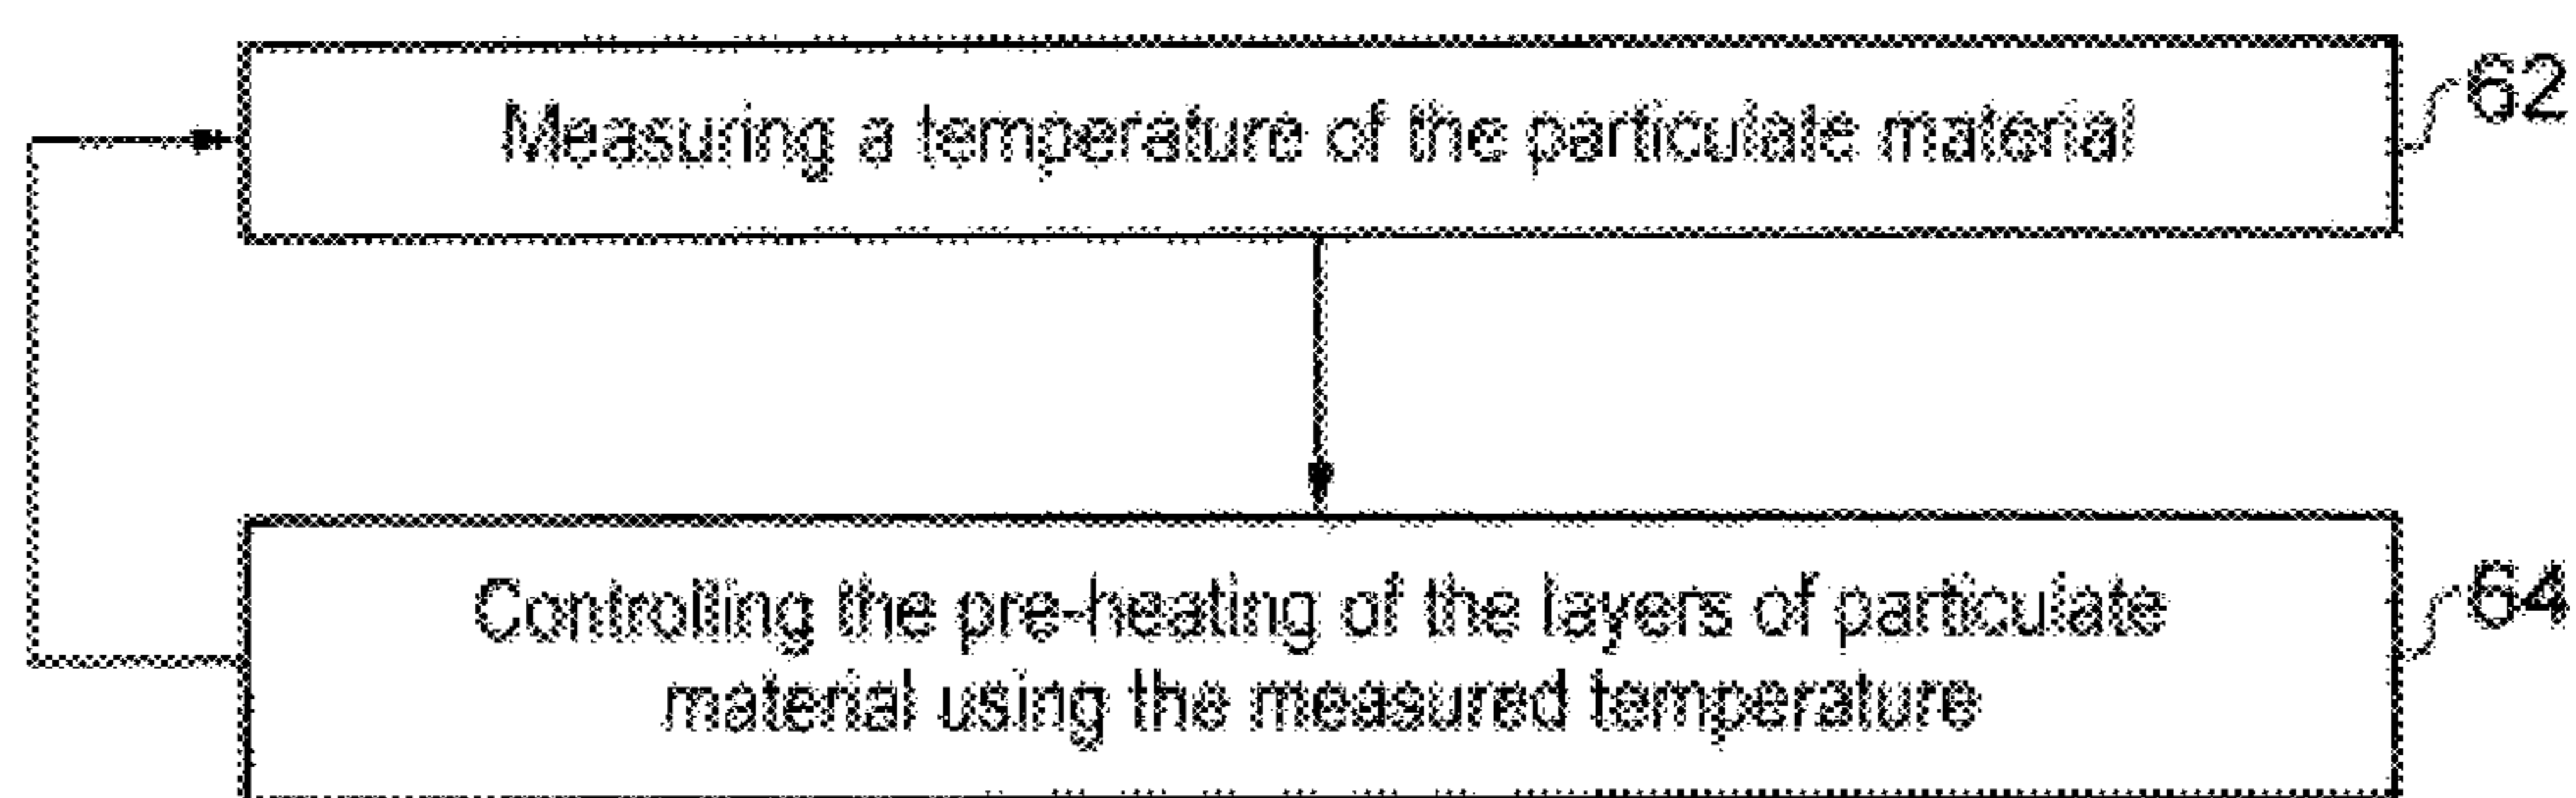 Measuring a temperature of the particulate material
62
Controlling the pre-heating of the layers of particulate
material using the measured temperature
64